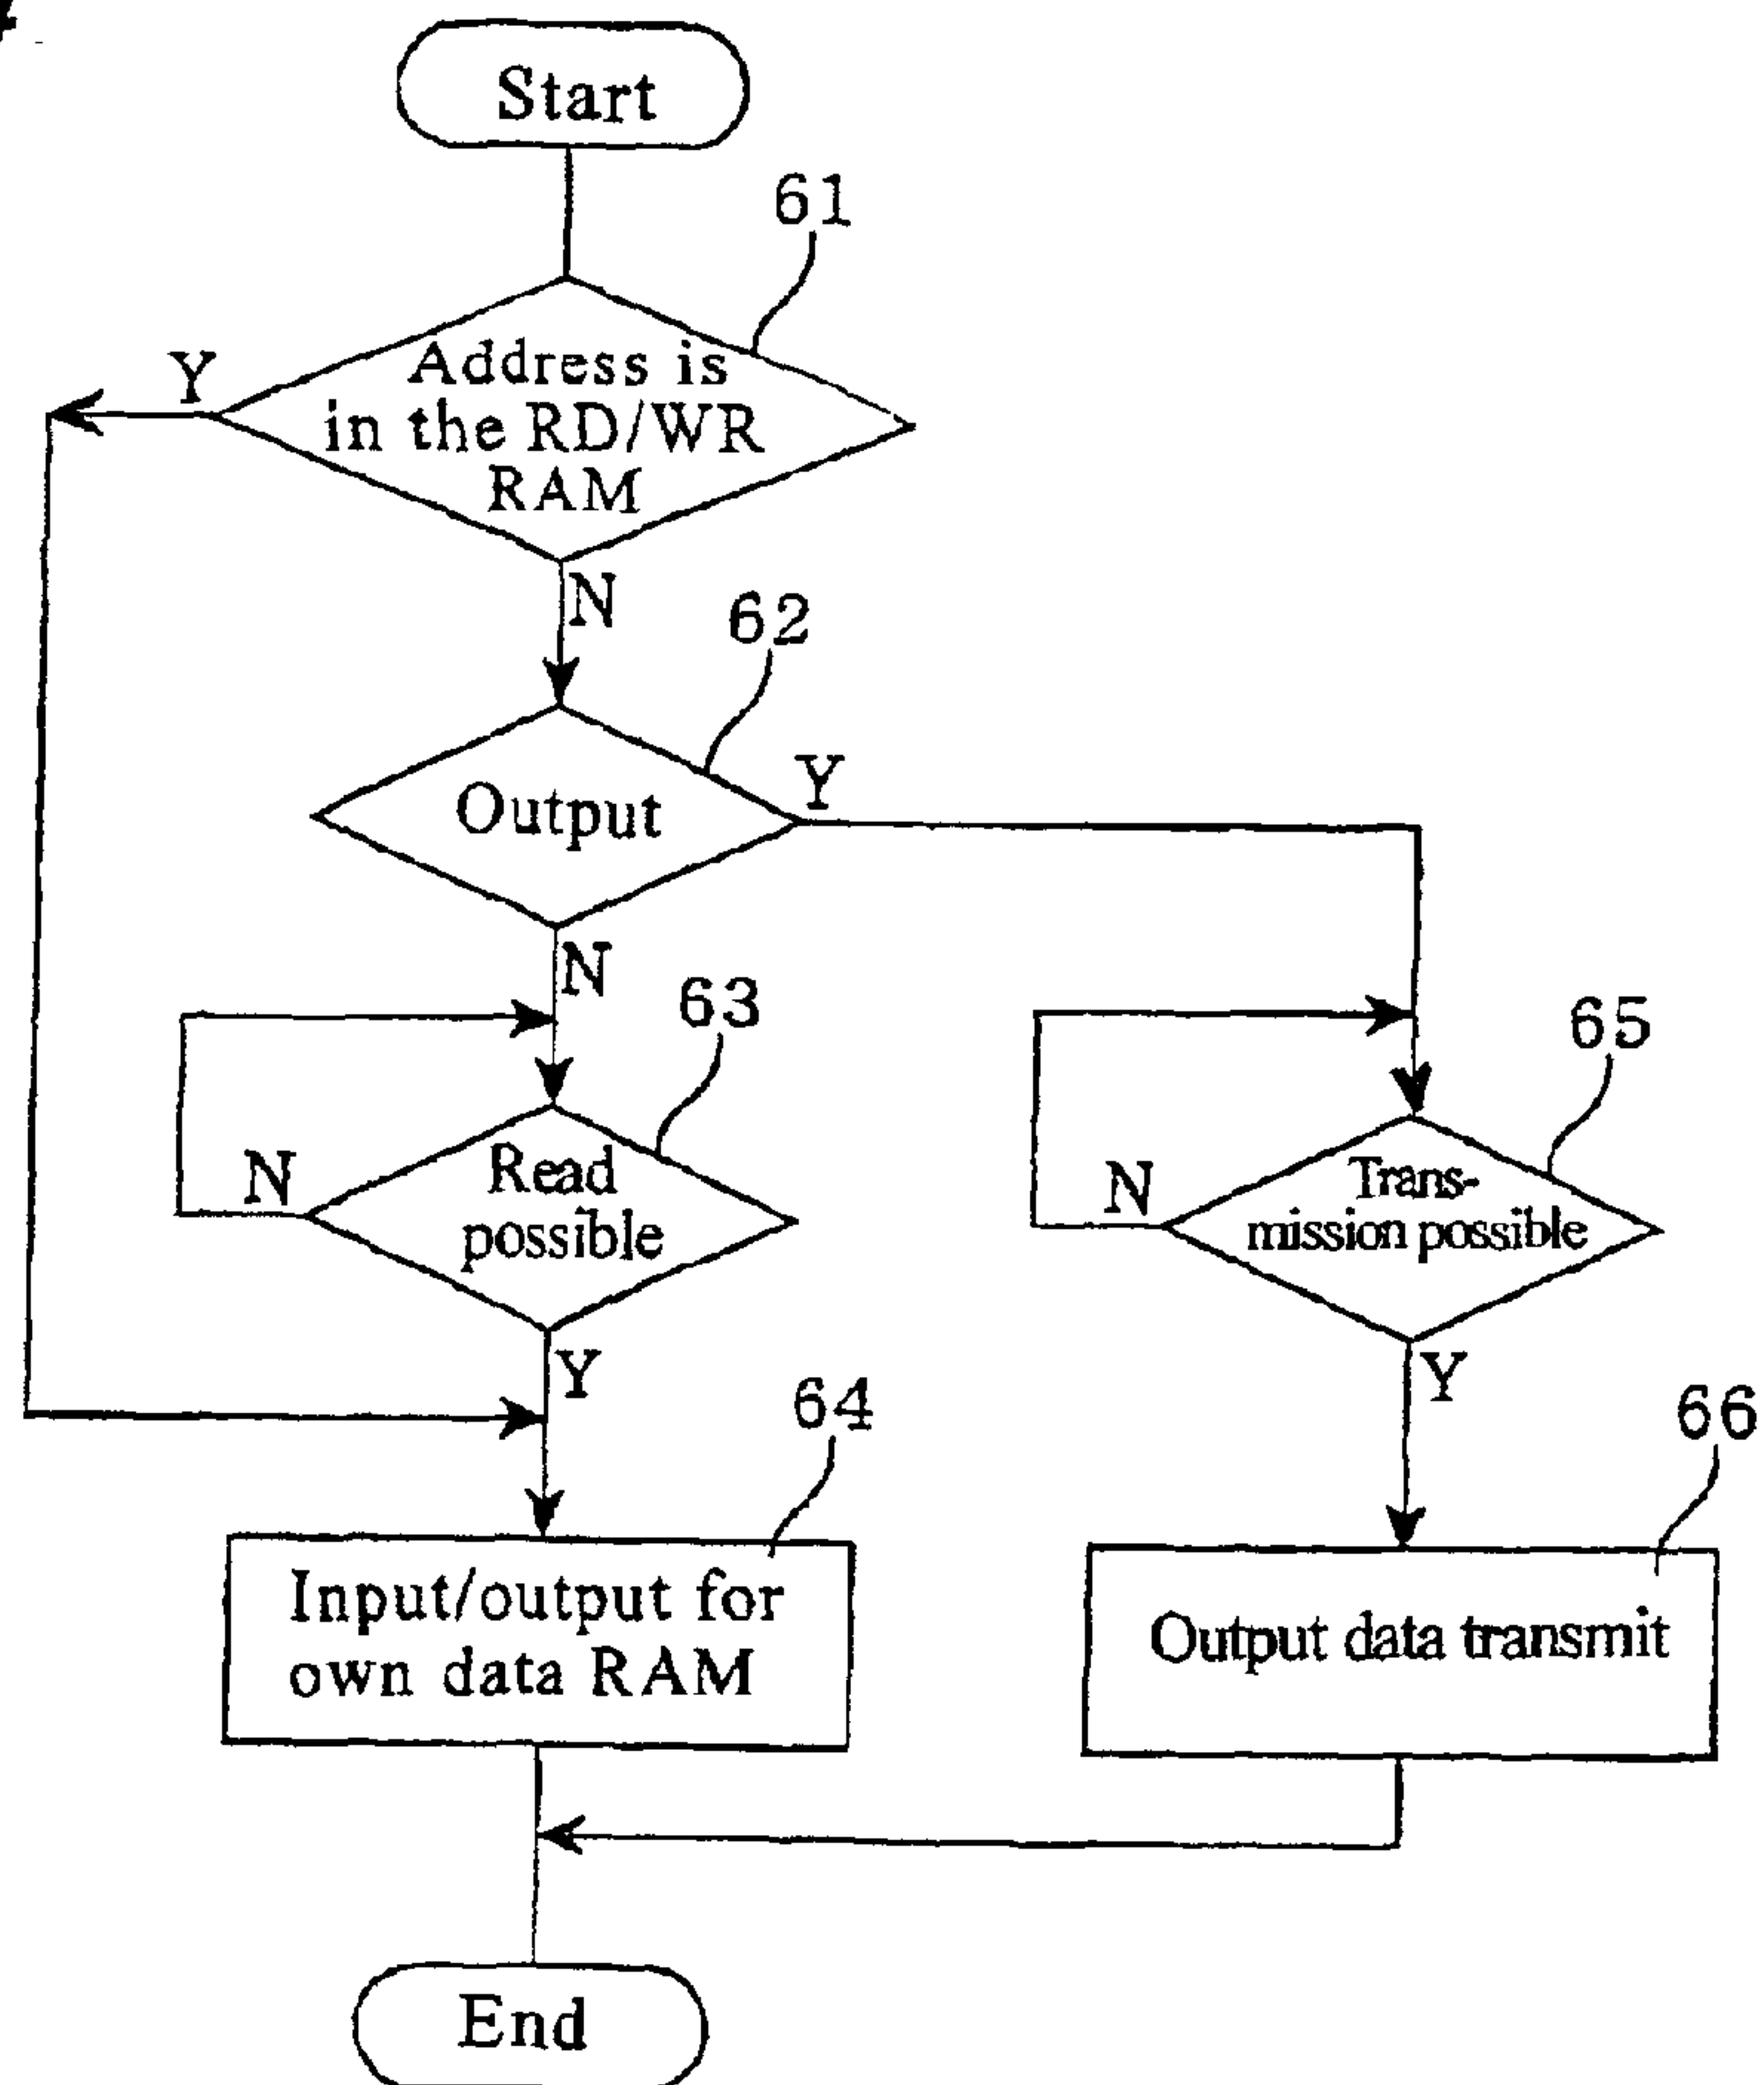 Start
61
Address is
in the RD/WR
RAM
Y
N
62
Output
Y
N
63
Read
possible
N
Y
65
Trans-
mission possible
N
Y
64
Input/output for
own data RAM
66
Output data transmit
End